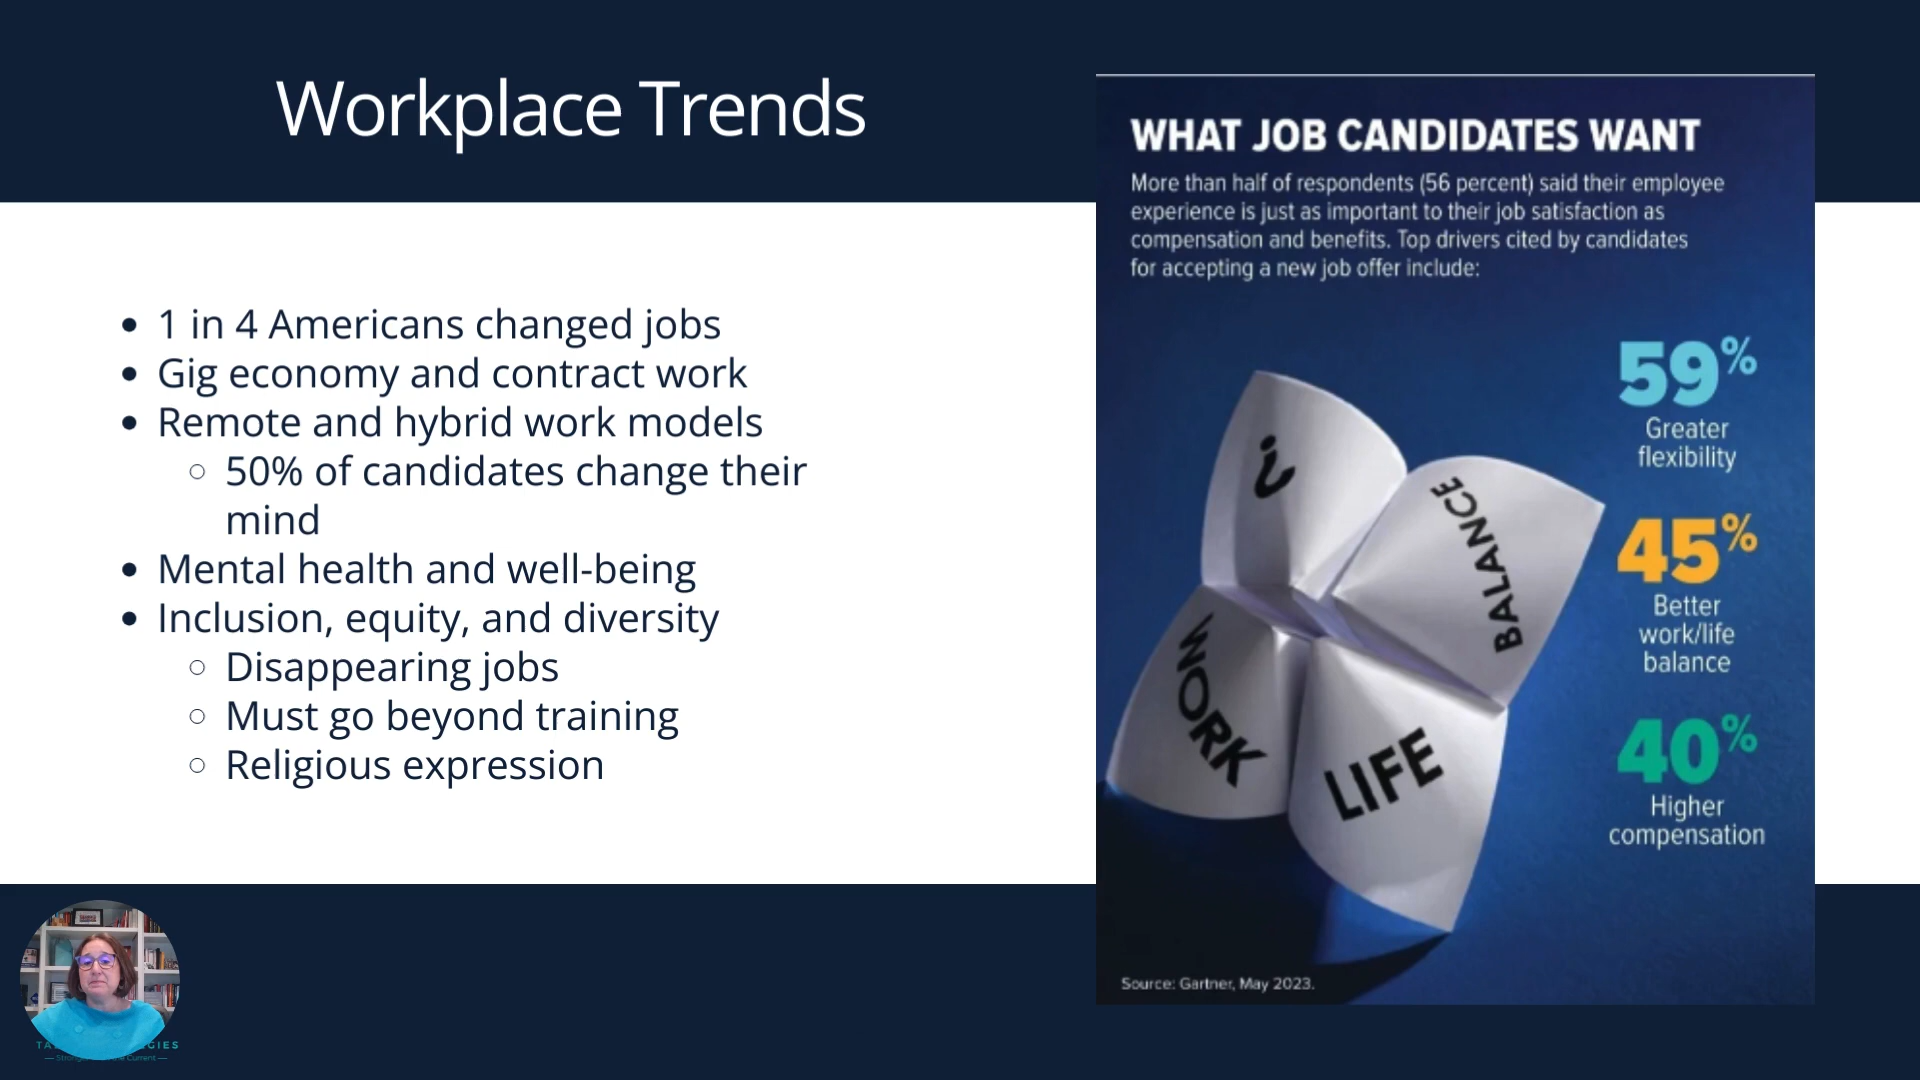 Workplace Trends
• 1 in 4 Americans changed jobs
• Gig economy and contract work
• Remote and hybrid work models
○ 50% of candidates change their
mind
• Mental health and well-being
• Inclusion, equity, and diversity
○ Disappearing jobs
○ Must go beyond training
○ Religious expression
WHAT JOB CANDIDATES WANT
More than half of respondents (56 percent) said their employee
experience is just as important to their job satisfaction as
compensation and benefits. Top drivers cited by candidates
for accepting a new job offer include:
59%
Greater
flexibility
45%
Better
work/life
balance
40%
Higher
compensation
?
BALANCE
WORK
LIFE
Source: Gartner, May 2023.